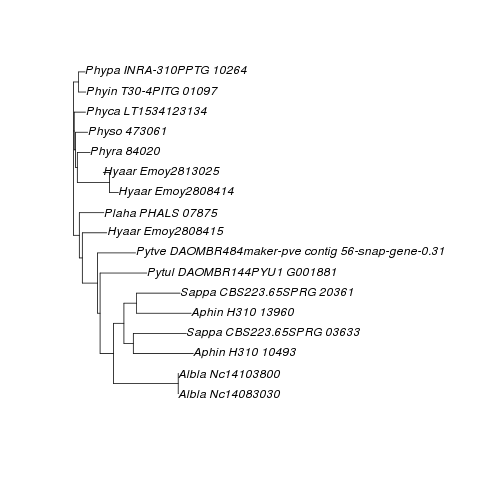 Phypa INRA-310PPTG 10264
Phyin T30-4PITG 01097
Phyca LT1534123134
Physo 473061
Phyra 84020
Hyaar Emoy2813025
Hyaar Emoy2808414
Plaha PHALS 07875
Hyaar Emoy2808415
Pytve DAOMBR484maker-pve contig 56-snap-gene-0.31
Pytul DAOMBR144PYU1 G001881
Sappa CBS223.65SPRG 20361
Aphin H310 13960
Sappa CBS223.65SPRG 03633
Aphin H310 10493
Albla Nc14103800
Albla Nc14083030